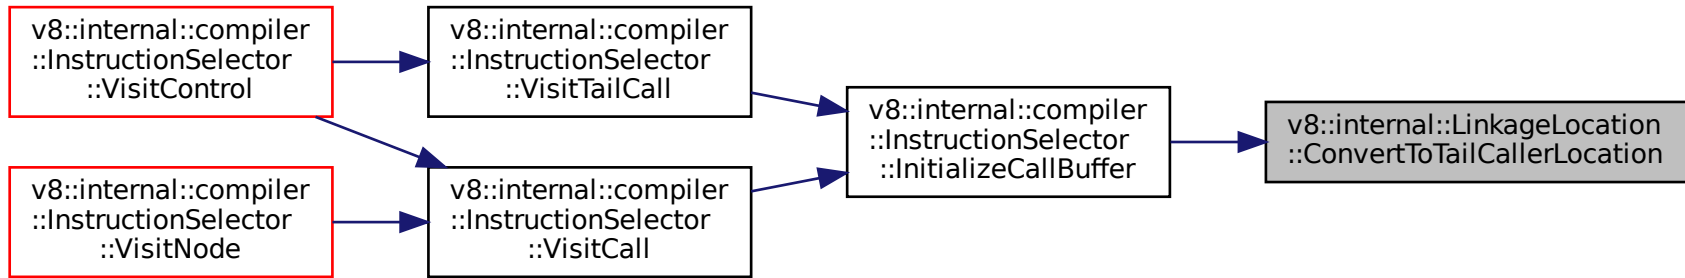 v8::internal::compiler
::InstructionSelector
::VisitControl
v8::internal::compiler
::InstructionSelector
::VisitTailCall
v8::internal::compiler
::InstructionSelector
::InitializeCallBuffer
v8::internal::LinkageLocation
::ConvertToTailCallerLocation
v8::internal::compiler
::InstructionSelector
::VisitNode
v8::internal::compiler
::InstructionSelector
::VisitCall